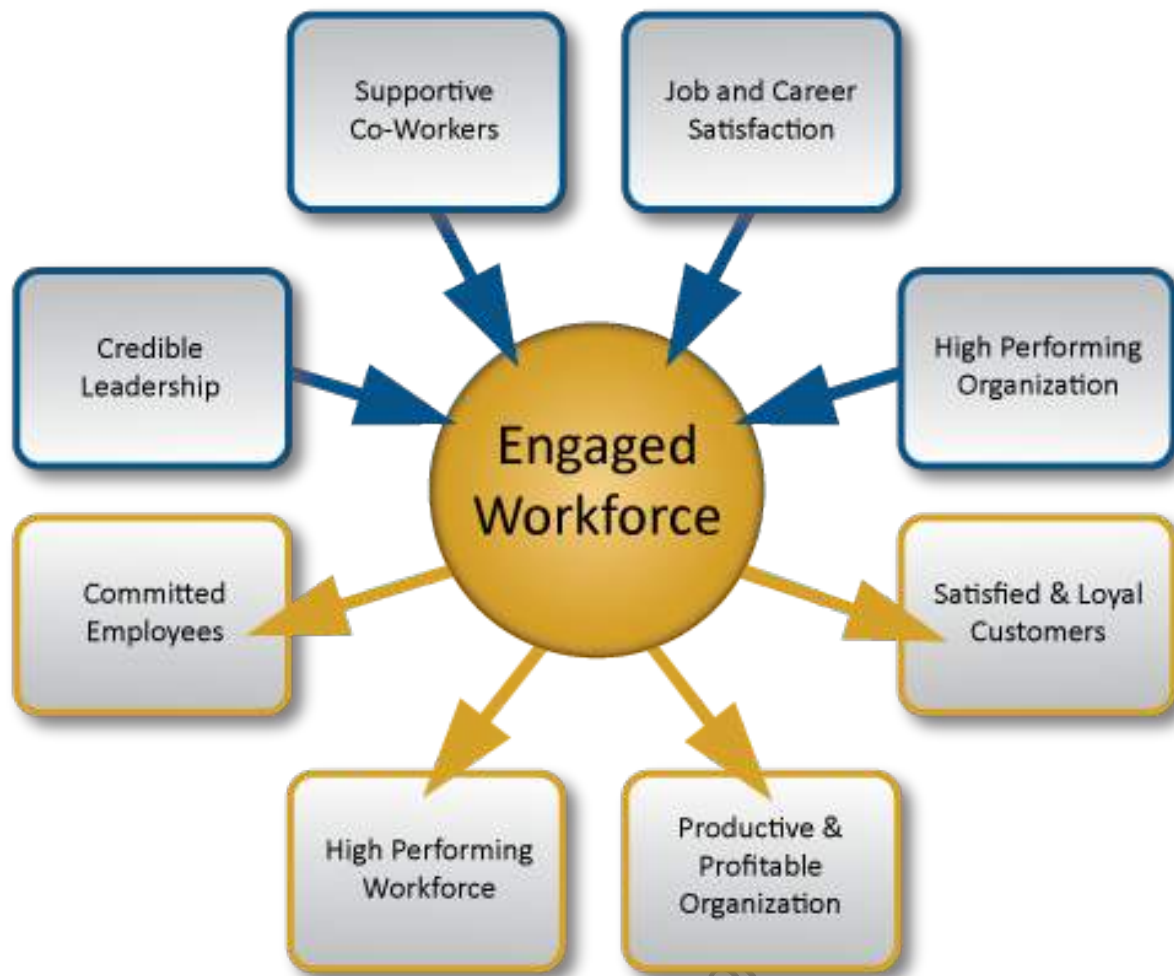 Supportive
Co-Workers
Job and Career
Satisfaction
Credible
Leadership
High Performing
Organization
Engaged
Workforce
Committed
Employees
Satisfied & Loyal
Customers
High Performing
Workforce
Productive &
Profitable
Organization